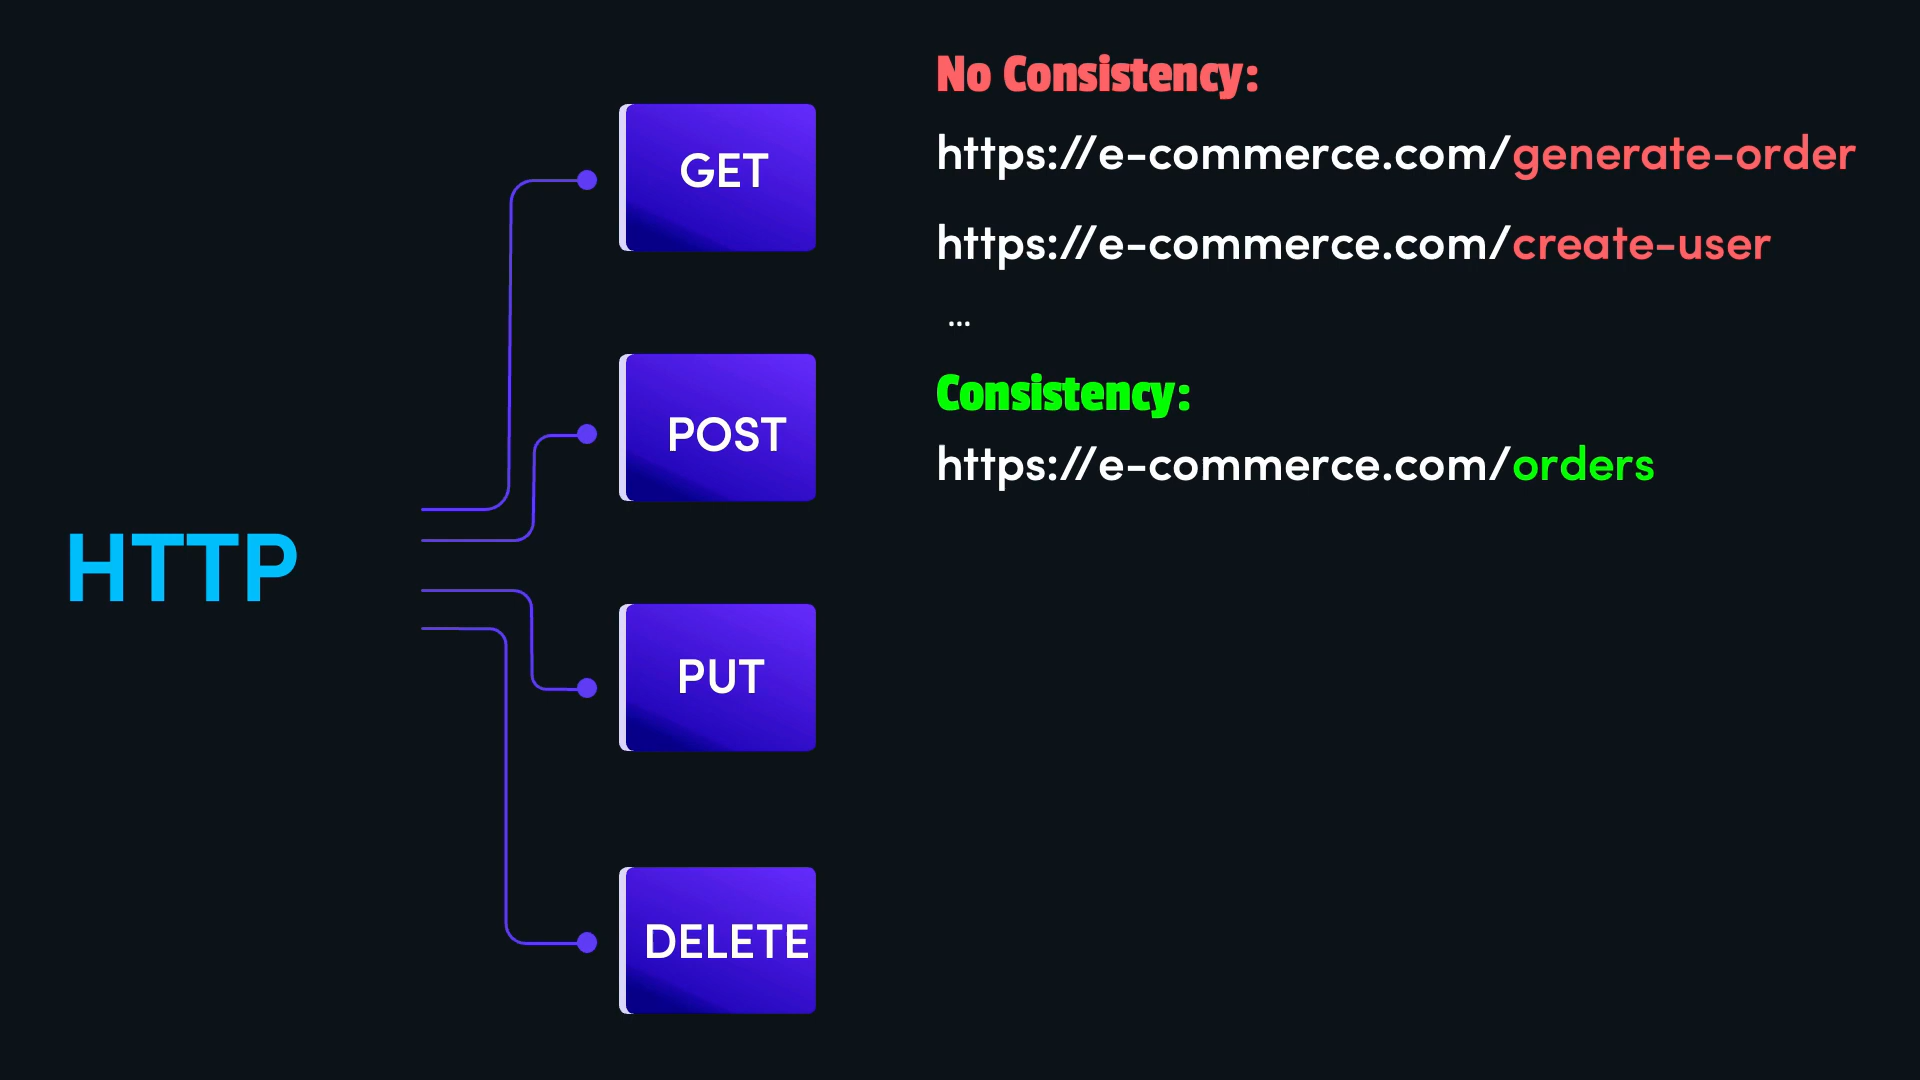 HTTP
GET
POST
PUT
DELETE
No Consistency:
https://e-commerce.com/generate-order
https://e-commerce.com/create-user
...
Consistency:
https://e-commerce.com/orders